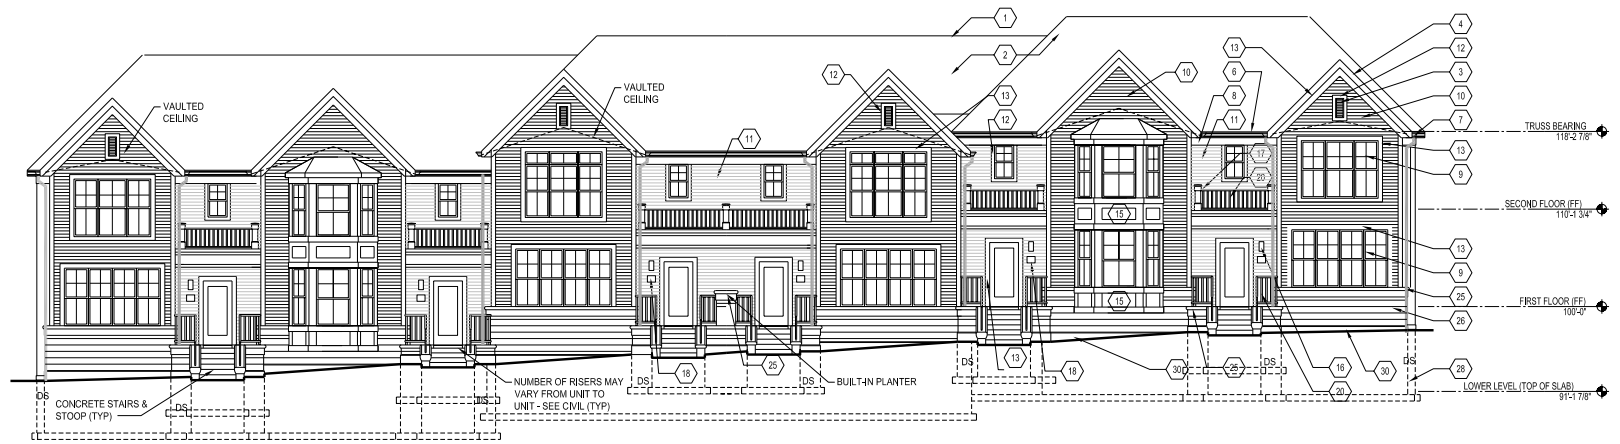 1
4
13
12
2
6
3
VAULTED
CEILING
12
10
8
10
VAULTED
CEILING
13
12
11
7
11
TRUSS BEARING
118'-2 7/8"
17
13
20
9
SECOND FLOOR (FF)
110'-1 3/4"
15
13
9
15
25
FIRST FLOOR (FF)
100'-0"
26
18
25
13
18
30
25
16
30
28
DS
DS
DS
DS
DS
DS
DS
DS
NUMBER OF RISERS MAY
VARY FROM UNIT TO
UNIT - SEE CIVIL (TYP)
BUILT-IN PLANTER
20
LOWER LEVEL (TOP OF SLAB)
91'-1 7/8"
CONCRETE STAIRS &
STOOP (TYP)